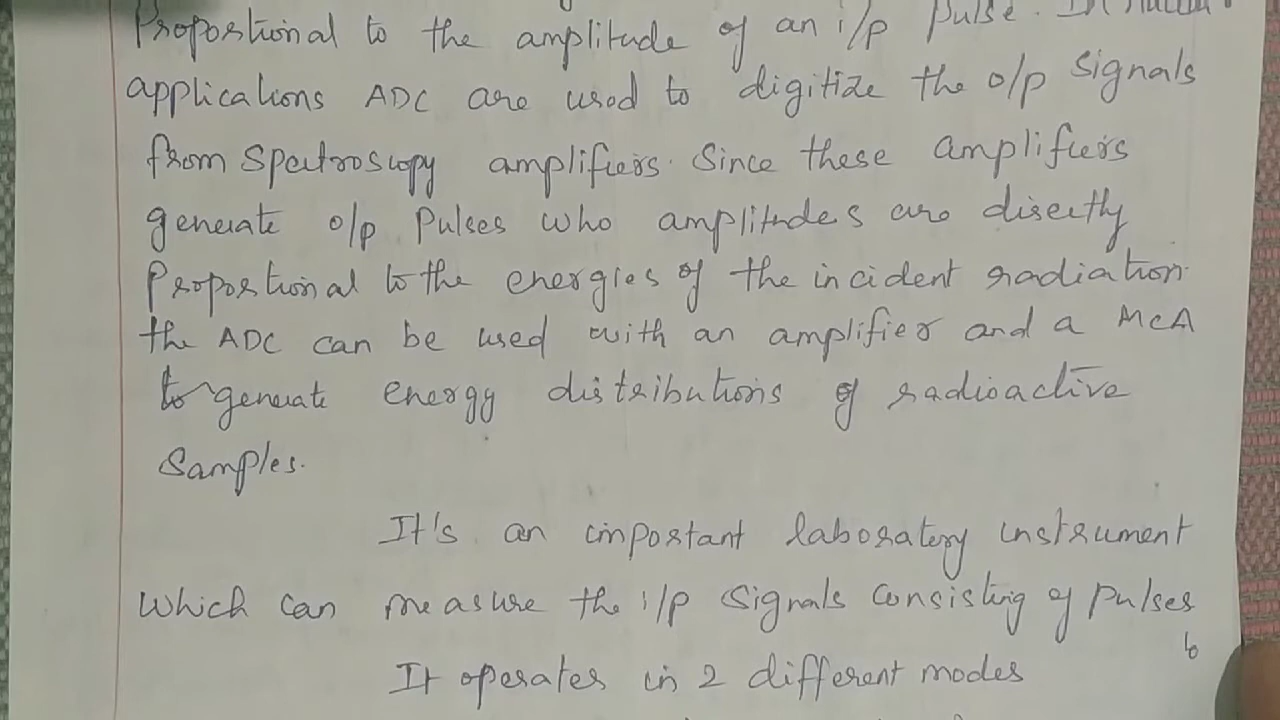 Proportional to the amplitude of an i/p pulse. In
applications ADC are used to digitize the o/p signals
from Spectroscopy amplifiers. Since these amplifiers
generate o/p Pulses who amplitudes are directly
Proportional to the energies of the incident radiation.
the ADC can be used with an amplifier and a MCA
to generate energy distributions of radioactive
Samples.
It's an important laboratory instrument
which can measure the i/p signals consisting of pulses
It operates in 2 different modes